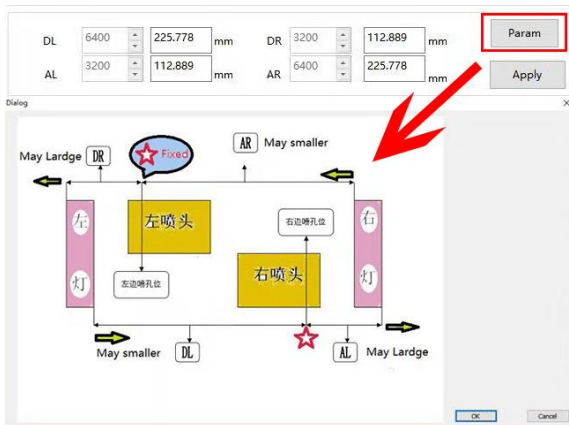 DL 6400 225.778 mm DR 3200 112.889 mm Param
AL 3200 112.889 mm AR 6400 225.778 mm Apply
Dialog
May Lardge DR Fixed AR May smaller
左灯
左喷头
右边喷孔位
右灯
左边喷孔位
右喷头
May smaller DL AL May Lardge
OK Cancel